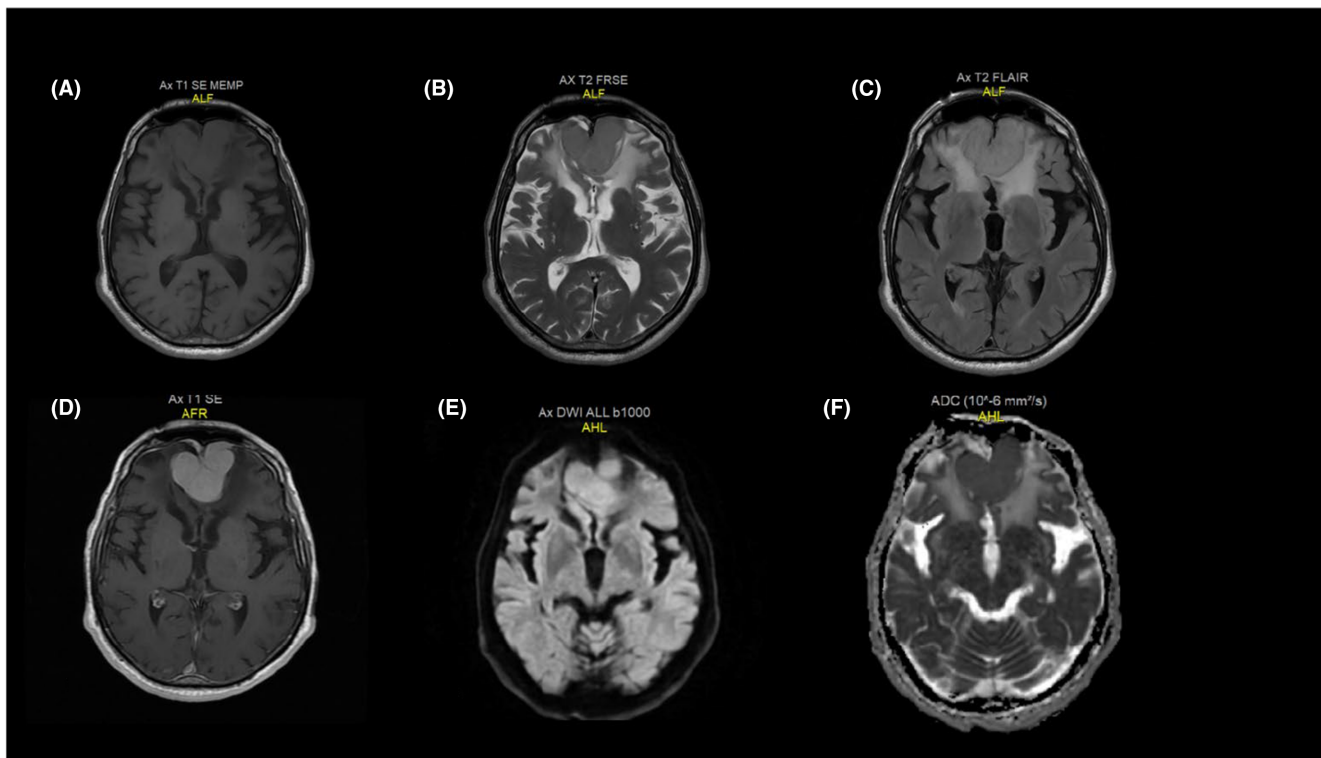 (A)
Ax T1 SE MEMP
ALF
(B)
AX T2 FRSE
ALF
(C)
Ax T2 FLAIR
ALF
(D)
Ax T1 SE
AFR
(E)
Ax DWI ALL b1000
AHL
(F)
ADC (10^-6 mm²/s)
AHL